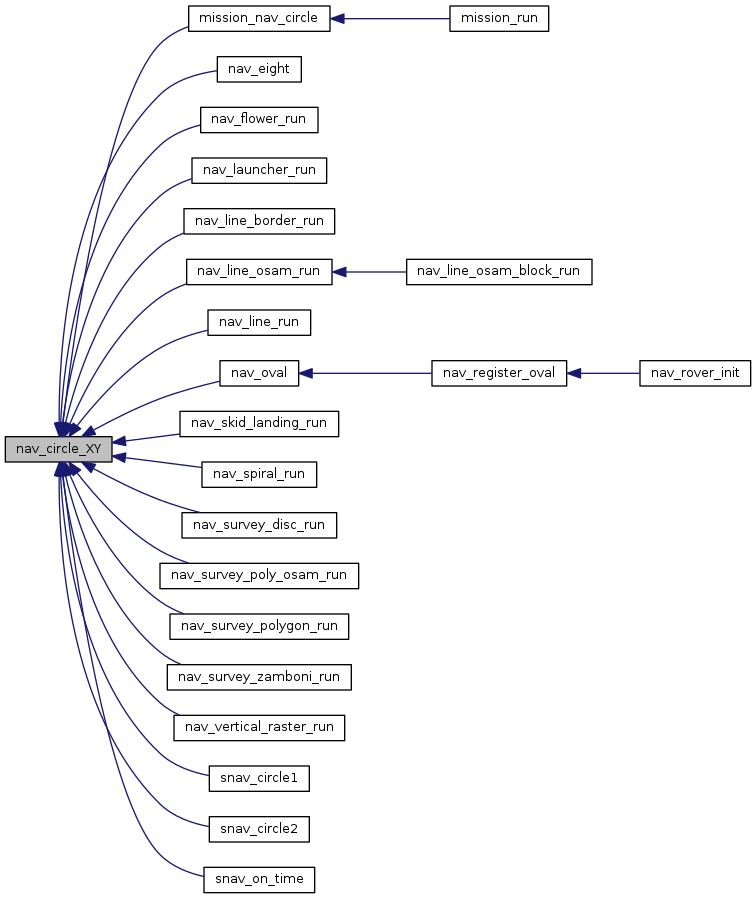 mission_nav_circle
mission_run
nav_eight
nav_flower_run
nav_launcher_run
nav_line_border_run
nav_line_osam_run
nav_line_osam_block_run
nav_line_run
nav_oval
nav_register_oval
nav_rover_init
nav_skid_landing_run
nav_circle_XY
nav_spiral_run
nav_survey_disc_run
nav_survey_poly_osam_run
nav_survey_polygon_run
nav_survey_zamboni_run
nav_vertical_raster_run
snav_circle1
snav_circle2
snav_on_time